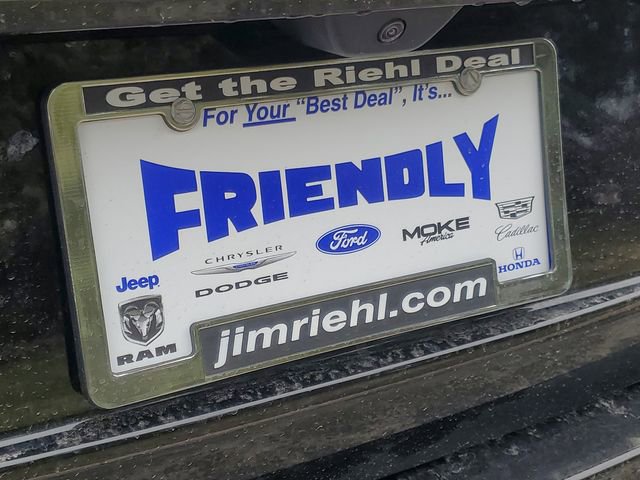 Get the Riehl Deal
For Your "Best Deal", It's...
FRIENDLY
MOKE
America
Cadillac
Ford
CHRYSLER
DODGE
HONDA
Jeep
RAM
jimriehl.com